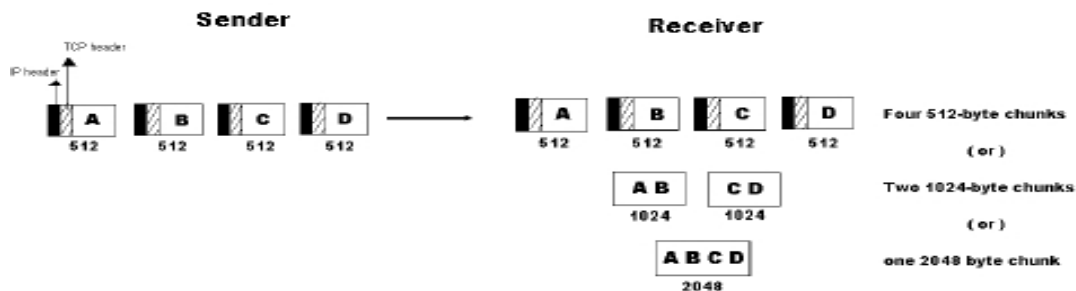 Sender
Receiver
TCP header
IP header
A B C D
512 512 512 512
A B C D
512 512 512 512
Four 512-byte chunks
(or)
A B C D
1024 1024
Two 1024-byte chunks
(or)
A B C D
2048
one 2048 byte chunk